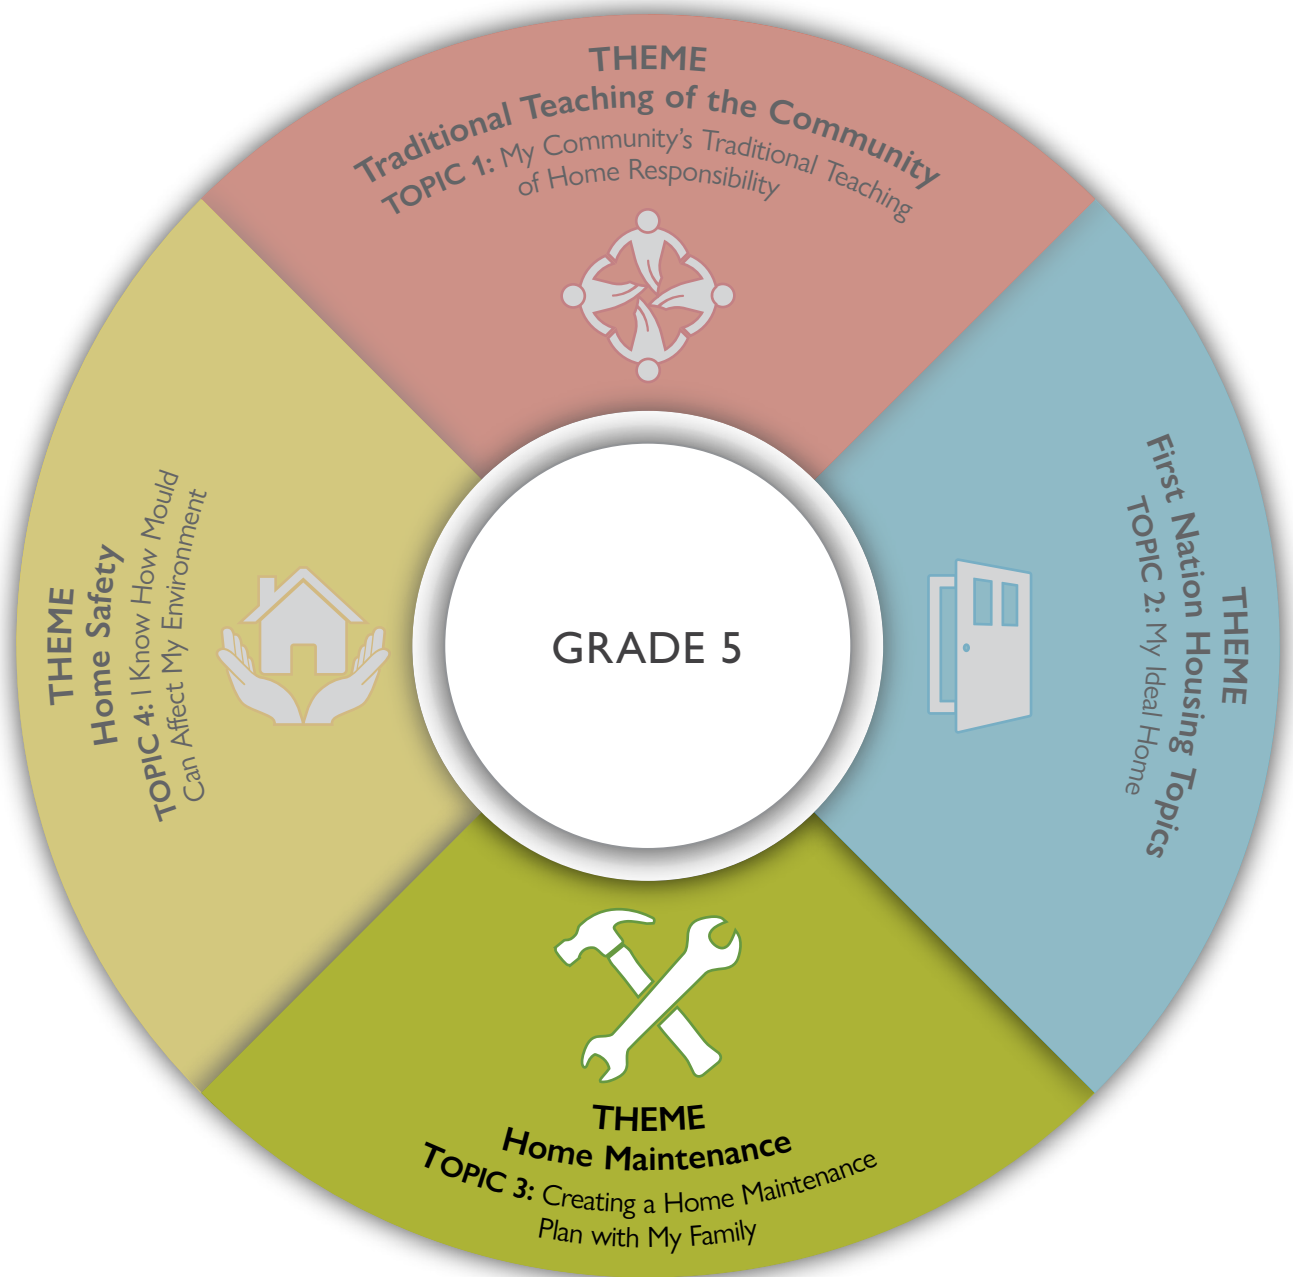 THEME
Traditional Teaching of the Community
TOPIC 1: My Community’s Traditional Teaching
of Home Responsibility
THEME
First Nation Housing Topics
TOPIC 2: My Ideal Home
GRADE 5
THEME
Home Maintenance
TOPIC 3: Creating a Home Maintenance
Plan with My Family
THEME
Home Safety
TOPIC 4: I Know How Mould
Can Affect My Environment